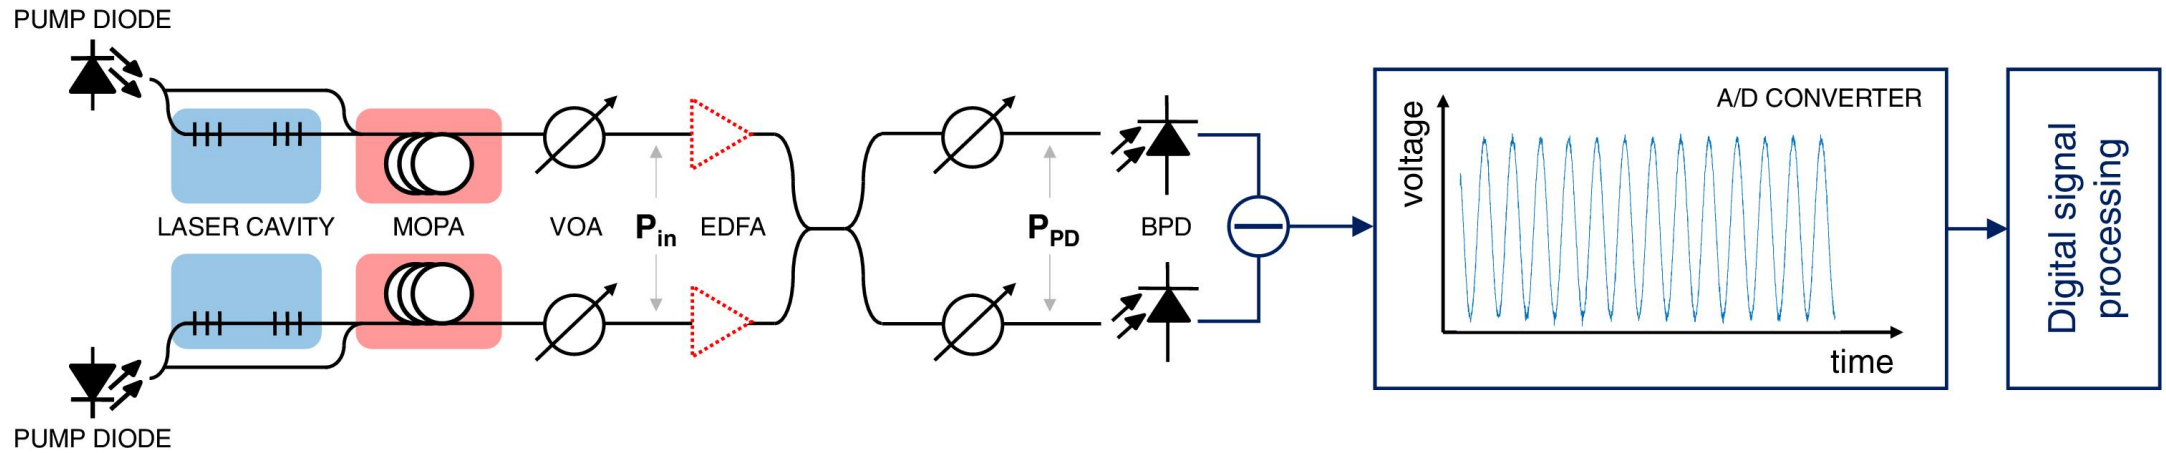 PUMP DIODE
LASER CAVITY
MOPA
VOA
Pin
EDFA
PPD
BPD
A/D CONVERTER
voltage
time
Digital signal
processing
PUMP DIODE